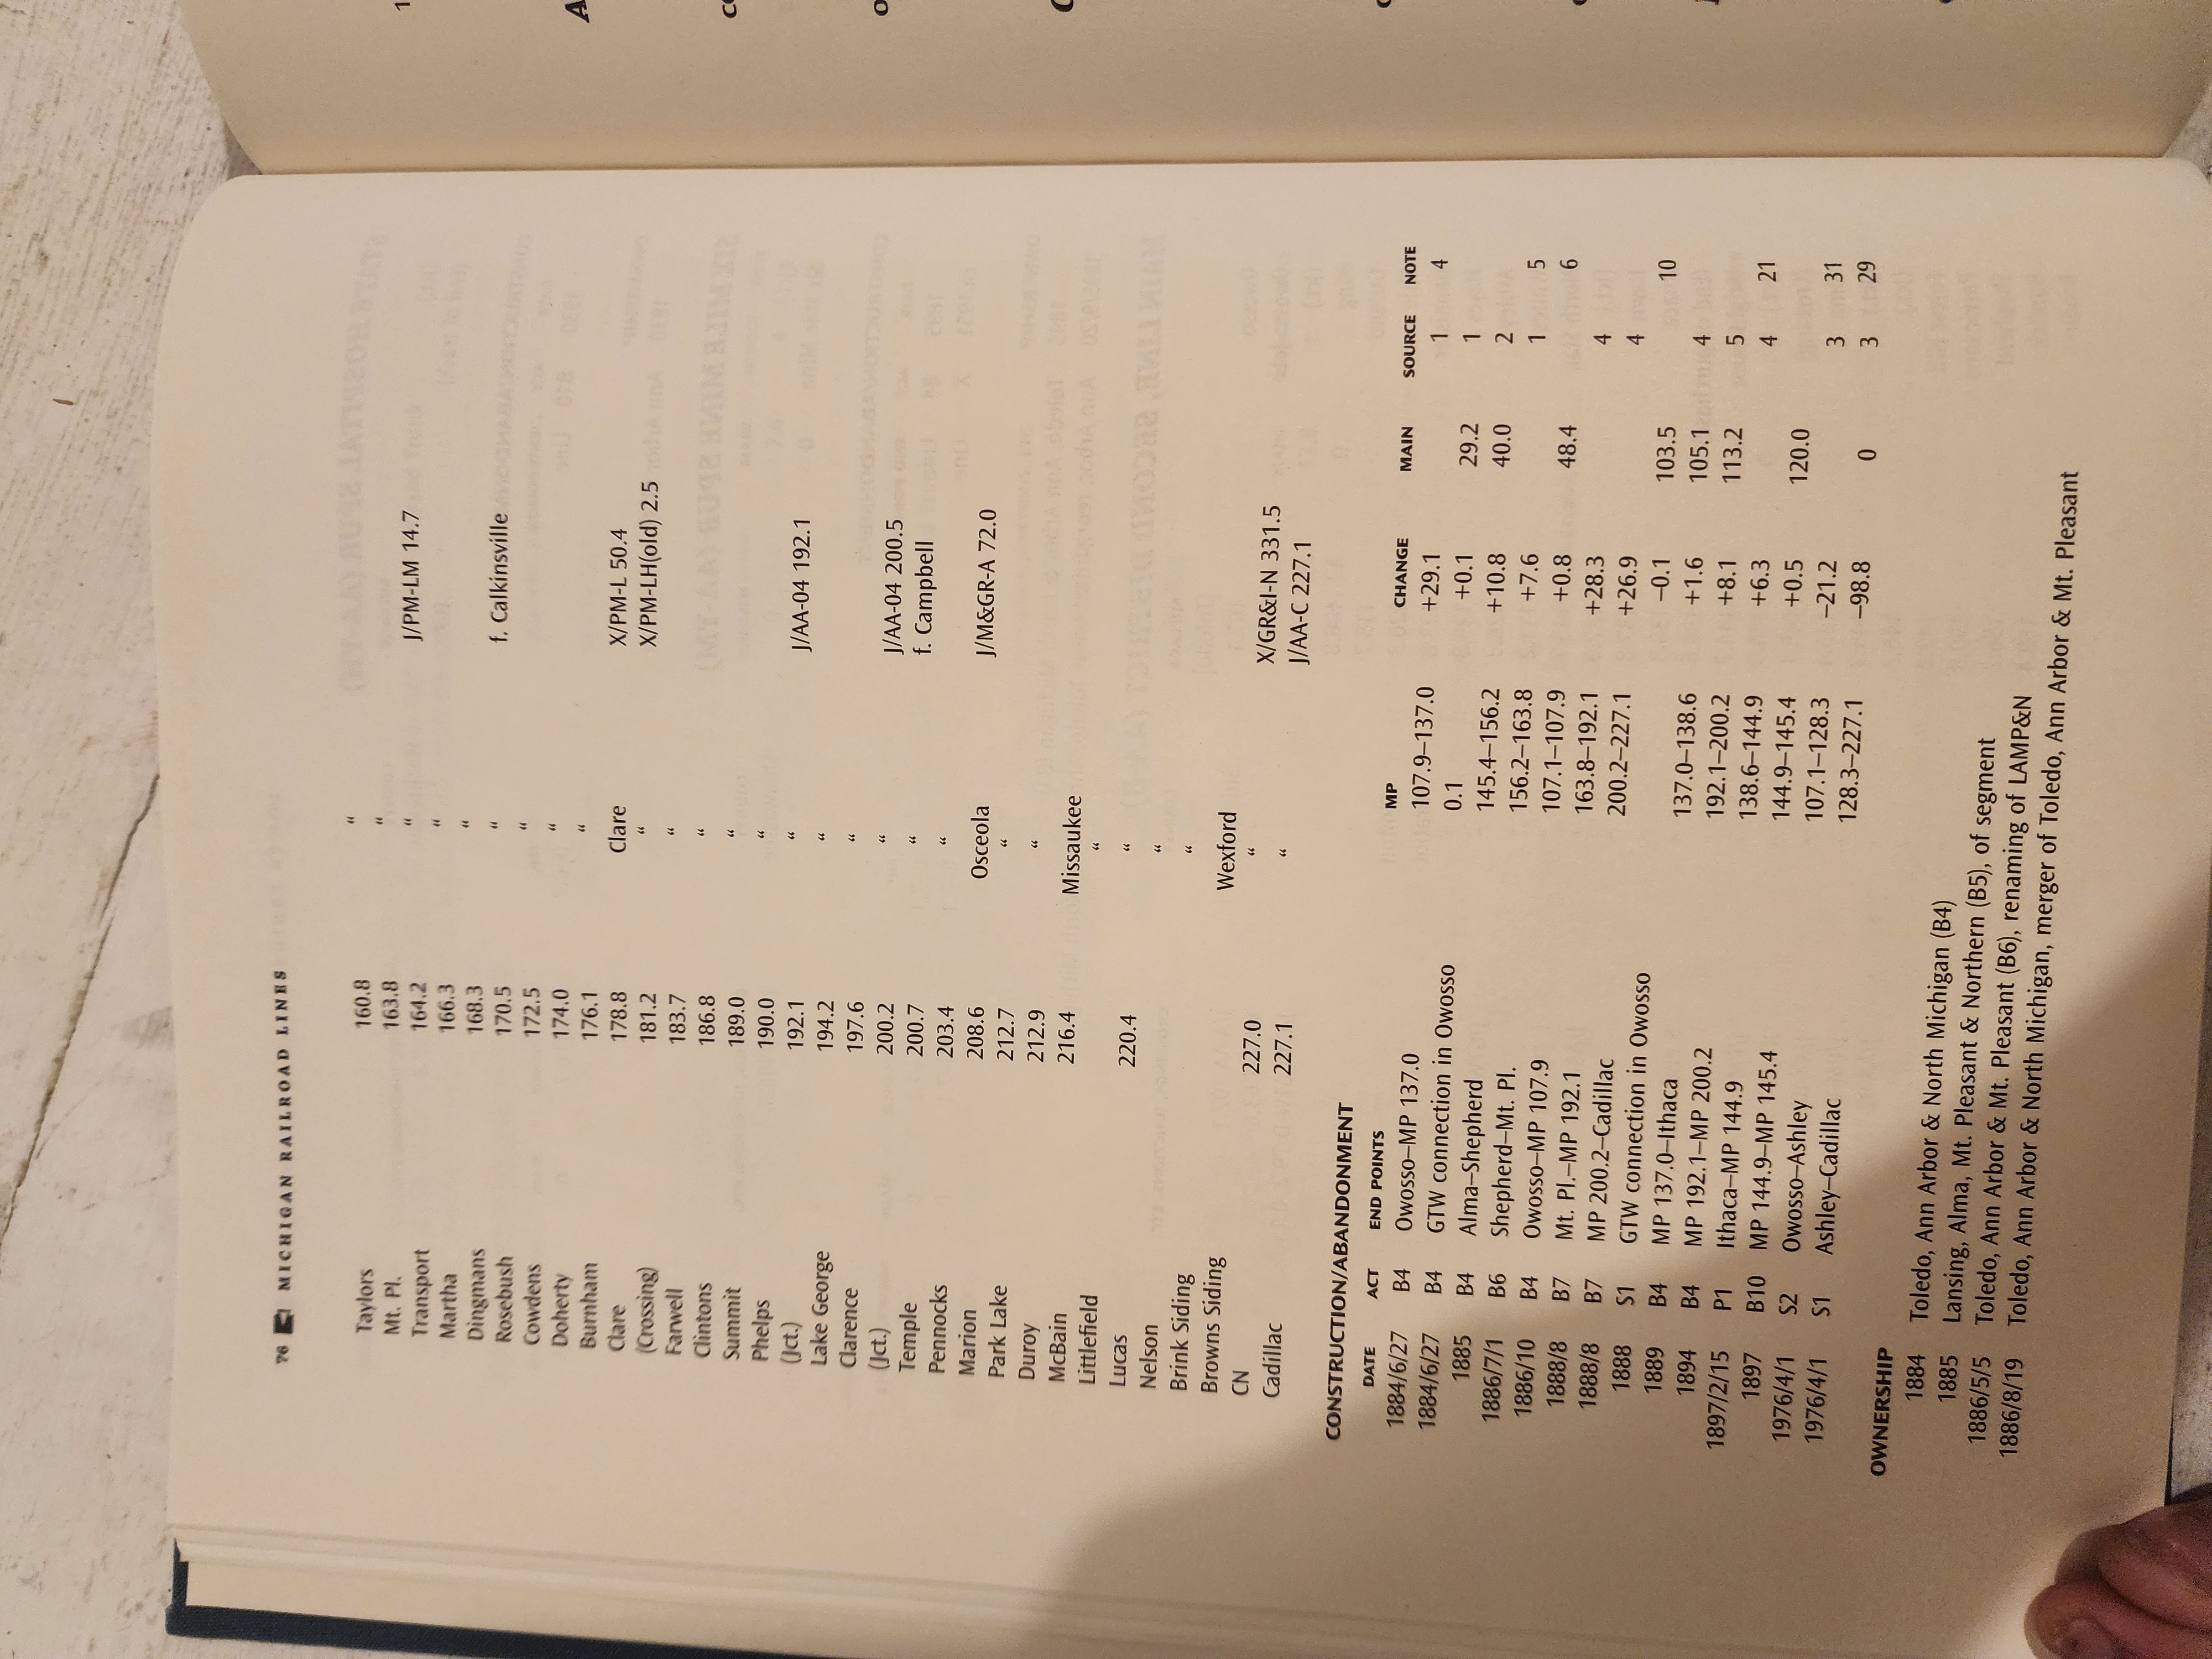 76 MICHIGAN RAILROAD LINES
Taylors 160.8 "
Mt. Pl. 163.8 "
Transport 164.2 " J/PM-LM 14.7
Martha 166.3 "
Dingmans 168.3 "
Rosebush 170.5 " f. Calkinsville
Cowdens 172.5 "
Doherty 174.0 "
Burnham 176.1 "
Clare 178.8 Clare X/PM-L 50.4
(Crossing) 181.2 " X/PM-LH(old) 2.5
Farwell 183.7 "
Clintons 186.8 "
Summit 189.0 "
Phelps 190.0 "
(Jct.) 192.1 " J/AA-04 192.1
Lake George 194.2 "
Clarence 197.6 "
(Jct.) 200.2 " J/AA-04 200.5
Temple 200.7 " f. Campbell
Pennocks 203.4 "
Marion 208.6 Osceola J/M&GR-A 72.0
Park Lake 212.7 "
Duroy 212.9 "
McBain 216.4 Missaukee
Littlefield "
Lucas 220.4 "
Nelson "
Brink Siding "
Browns Siding Wexford
CN 227.0 " X/GR&I-N 331.5
Cadillac 227.1 " J/AA-C 227.1
CONSTRUCTION/ABANDONMENT
DATE ACT END POINTS MP CHANGE MAIN SOURCE NOTE
1884/6/27 B4 Owosso–MP 137.0 107.9–137.0 +29.1 1 4
1884/6/27 B4 GTW connection in Owosso 0.1 +0.1 29.2 1
1885 B4 Alma–Shepherd 145.4–156.2 +10.8 40.0 2
1886/7/1 B6 Shepherd–Mt. Pl. 156.2–163.8 +7.6 1 5
1886/10 B4 Owosso–MP 107.9 107.1–107.9 +0.8 48.4 6
1888/8 B7 Mt. Pl.–MP 192.1 163.8–192.1 +28.3 4
1888/8 B7 MP 200.2–Cadillac 200.2–227.1 +26.9 4
1888 S1 GTW connection in Owosso –0.1 103.5 10
1889 B4 MP 137.0–Ithaca 137.0–138.6 +1.6 105.1 4
1894 B4 MP 192.1–MP 200.2 192.1–200.2 +8.1 113.2 5
1897/2/15 P1 Ithaca–MP 144.9 138.6–144.9 +6.3 4 21
1897 B10 MP 144.9–MP 145.4 144.9–145.4 +0.5 120.0
1976/4/1 S2 Owosso–Ashley 107.1–128.3 –21.2 3 31
1976/4/1 S1 Ashley–Cadillac 128.3–227.1 –98.8 0 3 29
OWNERSHIP
1884 Toledo, Ann Arbor & North Michigan (B4)
1885 Lansing, Alma, Mt. Pleasant & Northern (B5), of segment
1886/5/5 Toledo, Ann Arbor & Mt. Pleasant (B6), renaming of LAMP&N
1886/8/19 Toledo, Ann Arbor & North Michigan, merger of Toledo, Ann Arbor & Mt. Pleasant